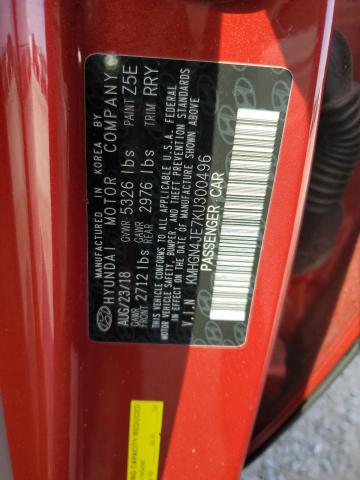 MANUFACTURED IN KOREA BY
HYUNDAI MOTOR COMPANY
AUG/23/18 GVWR 5326 lbs PAINT Z5E
GAWR FRONT 2712 lbs GAWR REAR 2976 lbs TRIM RRY
THIS VEHICLE CONFORMS TO ALL APPLICABLE U.S.A. FEDERAL
MOTOR VEHICLE SAFETY, BUMPER, AND THEFT PREVENTION STANDARDS
IN EFFECT ON THE DATE OF MANUFACTURE SHOWN ABOVE
V.I.N KMHGN4JE7KU300496
PASSENGER CAR
CAPACITY REDUCED